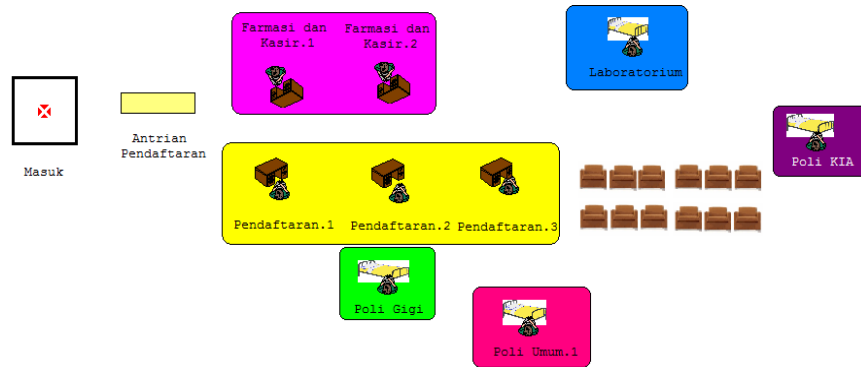 Farmasi dan
Kasir.1
Farmasi dan
Kasir.2
Laboratorium
Antrian
Pendaftaran
Masuk
Poli KIA
Pendaftaran.1
Pendaftaran.2
Pendaftaran.3
Poli Gigi
Poli Umum.1